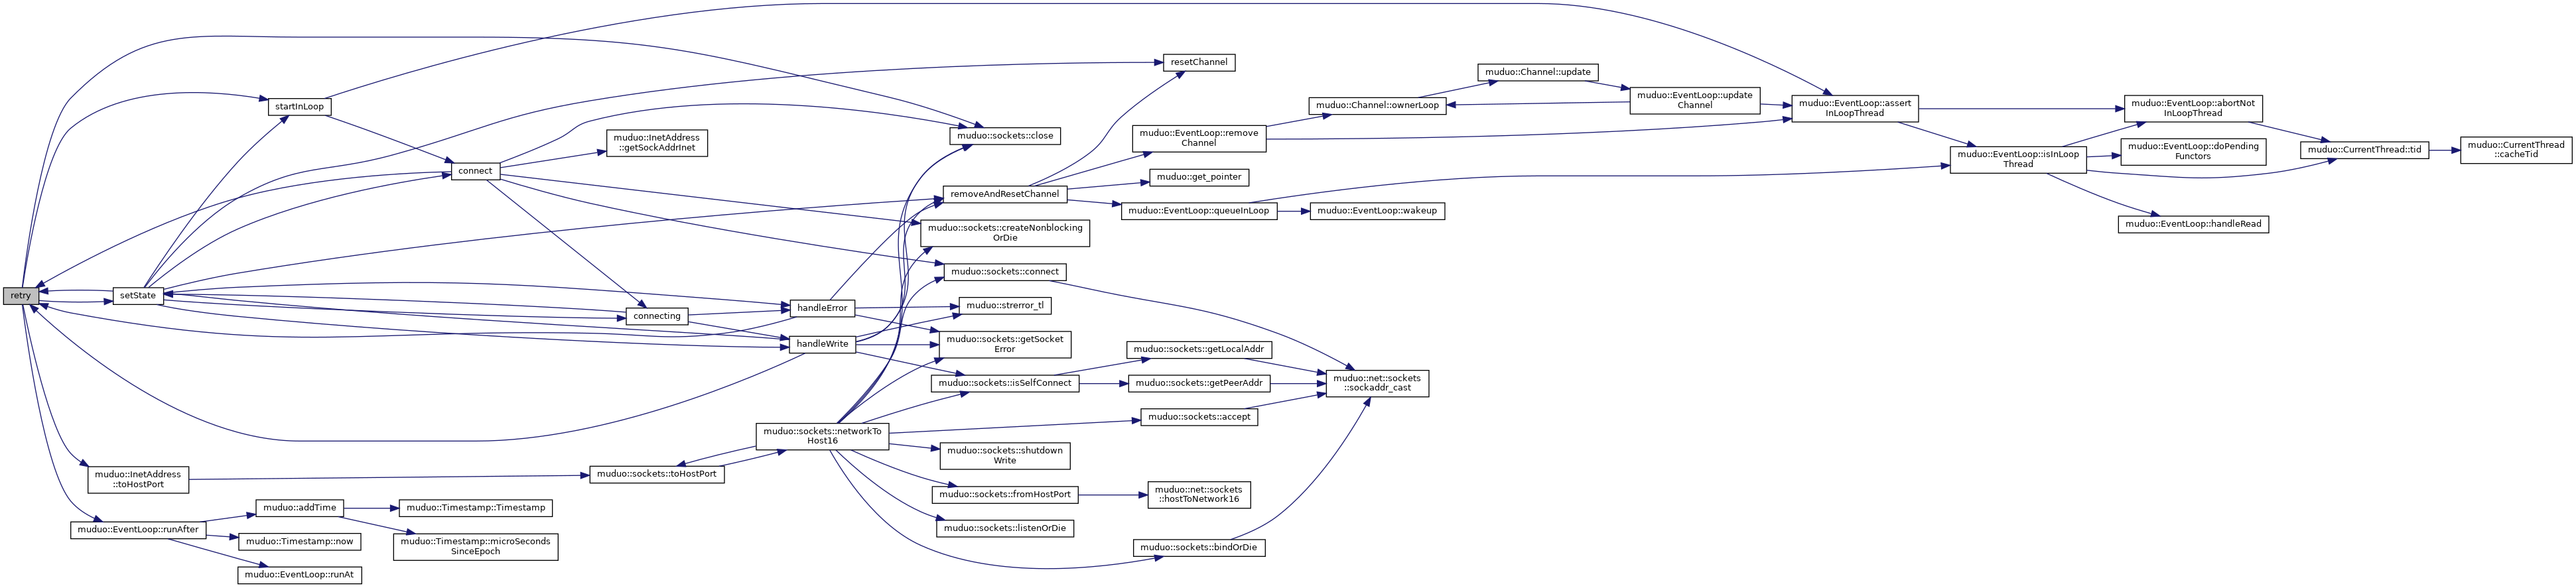 retry
setState
startInLoop
connect
muduo::InetAddress
::getSockAddrInet
connecting
handleError
handleWrite
resetChannel
muduo::sockets::close
removeAndResetChannel
muduo::sockets::createNonblocking
OrDie
muduo::sockets::connect
muduo::strerror_tl
muduo::sockets::getSocket
Error
muduo::sockets::isSelfConnect
muduo::EventLoop::remove
Channel
muduo::get_pointer
muduo::EventLoop::queueInLoop
muduo::EventLoop::wakeup
muduo::Channel::ownerLoop
muduo::Channel::update
muduo::EventLoop::update
Channel
muduo::EventLoop::assert
InLoopThread
muduo::EventLoop::isInLoop
Thread
muduo::EventLoop::abortNot
InLoopThread
muduo::EventLoop::doPending
Functors
muduo::EventLoop::handleRead
muduo::CurrentThread::tid
muduo::CurrentThread
::cacheTid
muduo::sockets::getLocalAddr
muduo::sockets::getPeerAddr
muduo::sockets::accept
muduo::net::sockets
::sockaddr_cast
muduo::InetAddress
::toHostPort
muduo::sockets::toHostPort
muduo::sockets::networkTo
Host16
muduo::sockets::shutdown
Write
muduo::sockets::fromHostPort
muduo::net::sockets
::hostToNetwork16
muduo::sockets::listenOrDie
muduo::sockets::bindOrDie
muduo::EventLoop::runAfter
muduo::addTime
muduo::Timestamp::Timestamp
muduo::Timestamp::microSeconds
SinceEpoch
muduo::Timestamp::now
muduo::EventLoop::runAt